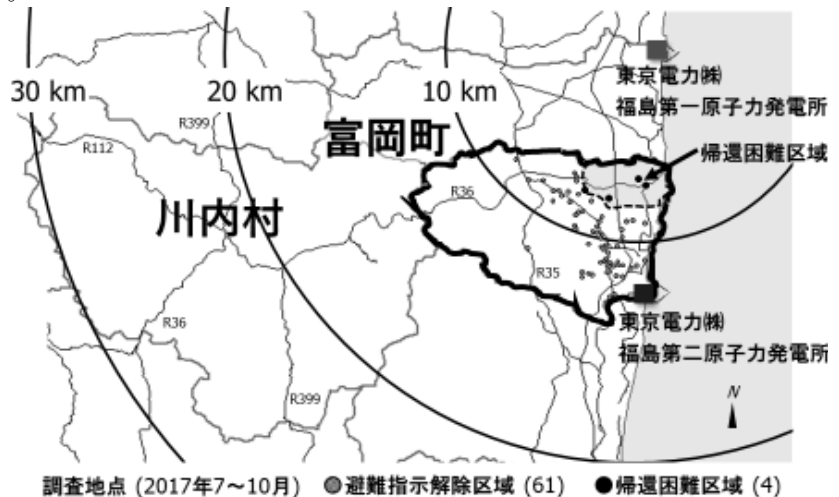 。
東京電力㈱
福島第一原子力発電所
30 km
20 km
10 km
R399
富岡町
帰還困難区域
R112
R36
川内村
R35
R36
東京電力㈱
福島第二原子力発電所
R399
N
調査地点 (2017年7～10月) 避難指示解除区域 (61) 帰還困難区域 (4)